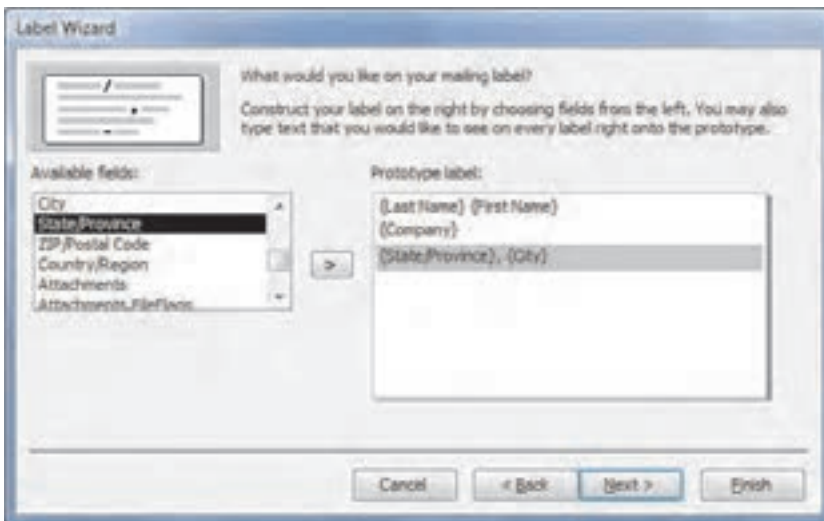 Label Wizard
What would you like on your mailing label?
Construct your label on the right by choosing fields from the left. You may also
type text that you would like to see on every label right onto the prototype.
Available fields:
City
State/Province
ZIP/Postal Code
Country/Region
Attachments
Attachments.FileFlags
>
Prototype label:
{Last Name} {First Name}
{Company}
{State/Province}, {City}
Cancel
< Back
Next >
Finish